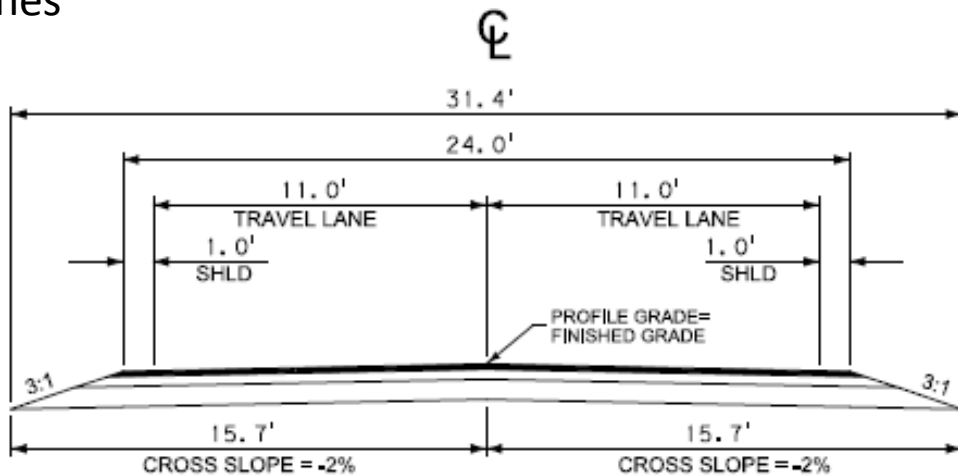 ℄
31.4'
24.0'
11.0' 11.0'
TRAVEL LANE TRAVEL LANE
1.0' 1.0'
SHLD SHLD
PROFILE GRADE=
FINISHED GRADE
3:1 3:1
15.7' 15.7'
CROSS SLOPE = -2% CROSS SLOPE = -2%